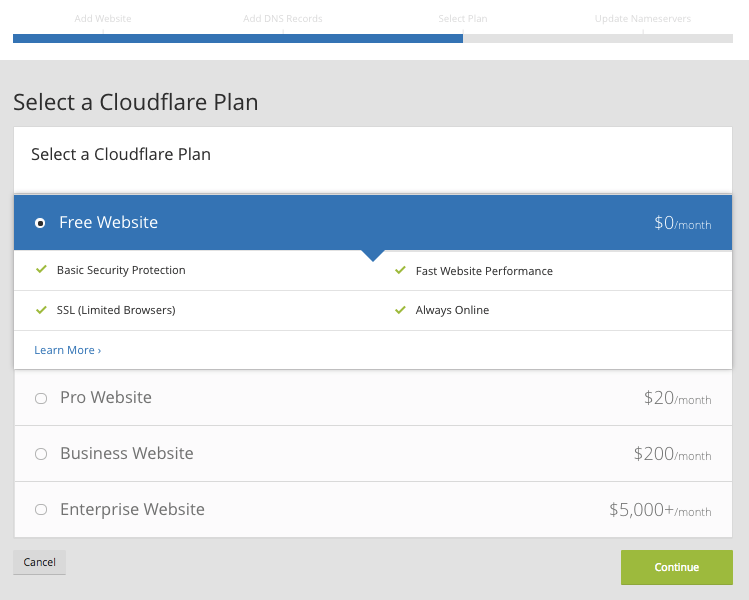 Add Website Add DNS Records Select Plan Update Nameservers
Select a Cloudflare Plan
Select a Cloudflare Plan
Free Website $0/month
Basic Security Protection Fast Website Performance
SSL (Limited Browsers) Always Online
Learn More ›
Pro Website $20/month
Business Website $200/month
Enterprise Website $5,000+/month
Cancel Continue